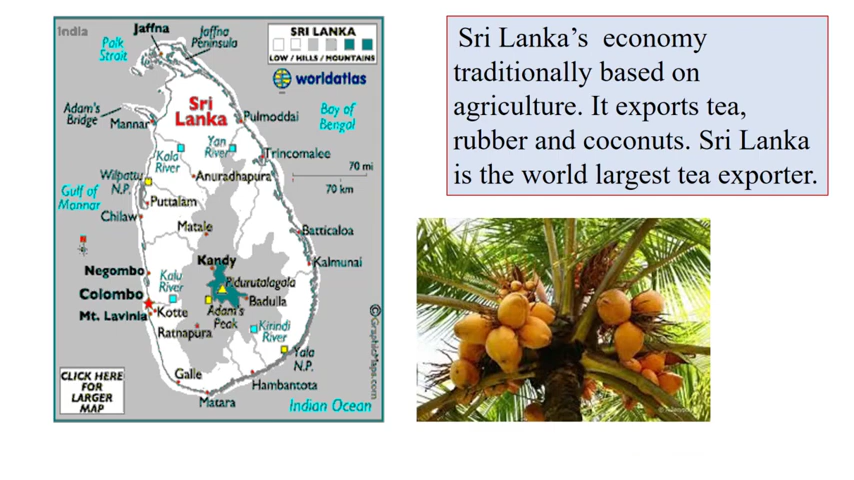 India
Jaffna
Jaffna
Peninsula
Palk
Strait
SRI LANKA
LOW / HILLS / MOUNTAINS
worldatlas
Adam's
Bridge
Mannar
Sri
Lanka
Pulmoddai
Bay of
Bengal
Kala
River
Yan
River
Trincomalee
70 mi
70 km
Wilpattu
N.P.
Anuradhapura
Gulf of
Mannar
Puttalam
Chilaw
Matale
Batticaloa
Kandy
Kalmunai
Negombo
Kalu
River
Pidurutalagala
Colombo
Badulla
Mt. Lavinia
Kotte
Adam's
Peak
Ratnapura
Kirindi
River
Yala
N.P.
©GraphicMaps.com
CLICK HERE
FOR
LARGER
MAP
Galle
Hambantota
Matara
Indian Ocean
Sri Lanka’s economy
traditionally based on
agriculture. It exports tea,
rubber and coconuts. Sri Lanka
is the world largest tea exporter.